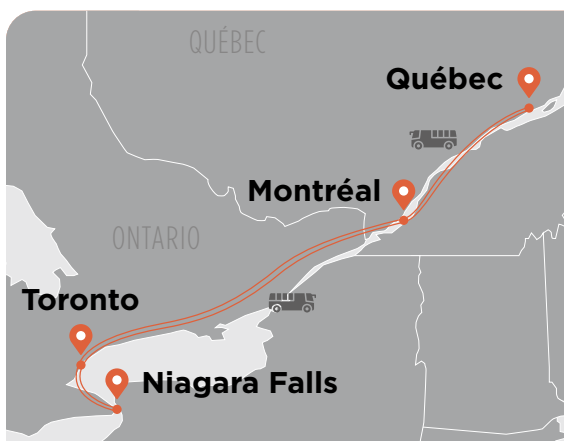 QUÉBEC
Québec
Montréal
ONTARIO
Toronto
Niagara Falls